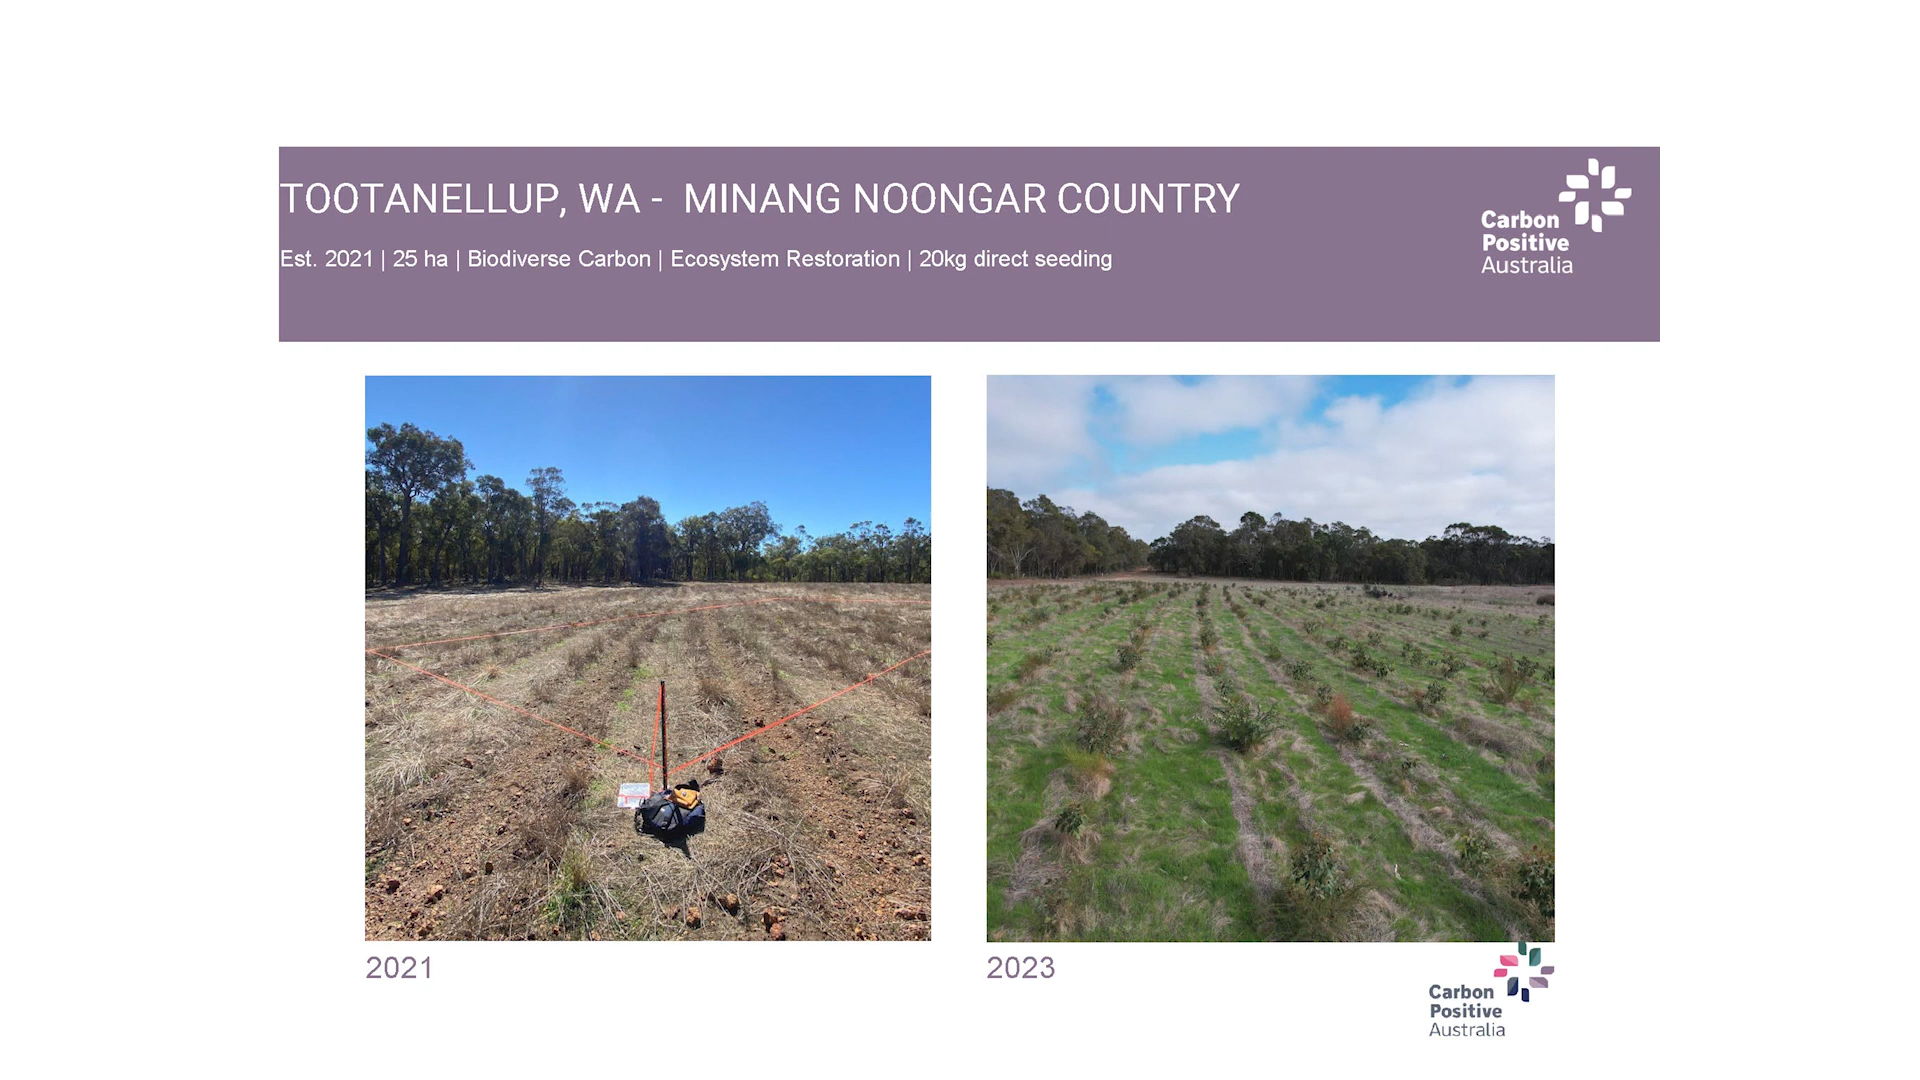 TOOTANELLUP, WA - MINANG NOONGAR COUNTRY
Est. 2021 | 25 ha | Biodiverse Carbon | Ecosystem Restoration | 20kg direct seeding
Carbon
Positive
Australia
2021
2023
Carbon
Positive
Australia